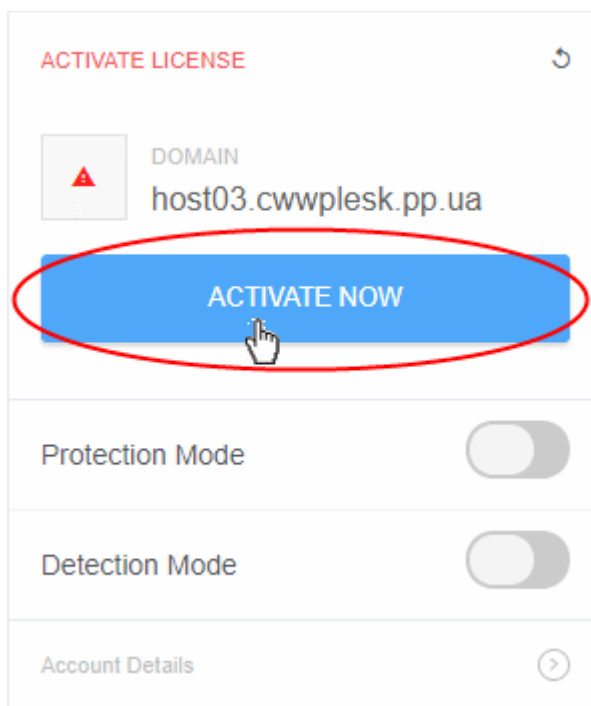 ACTIVATE LICENSE
DOMAIN
host03.cwwplesk.pp.ua
ACTIVATE NOW
Protection Mode
Detection Mode
Account Details